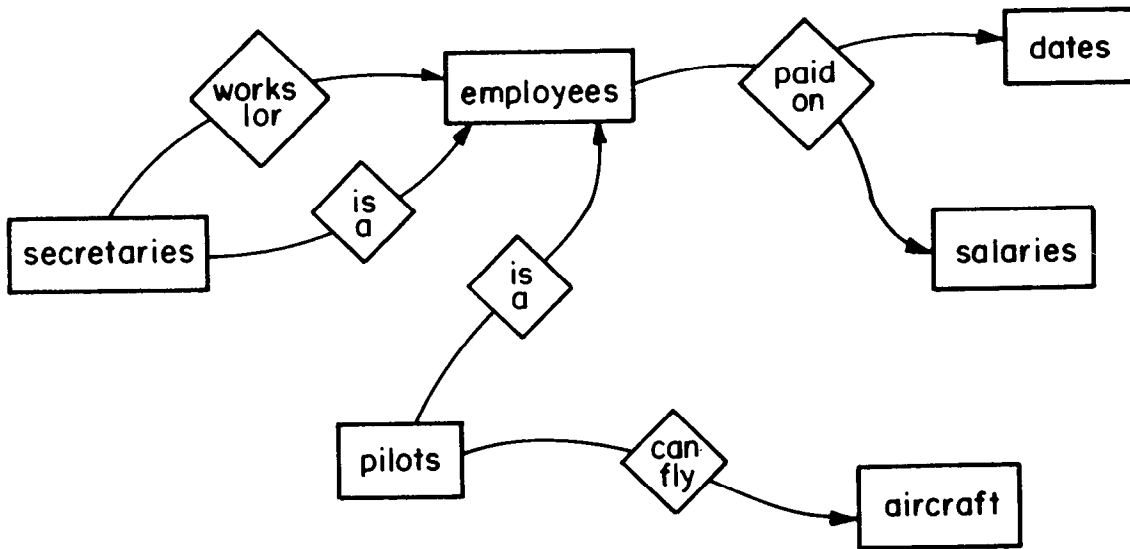 dates
works
lor
employees
paid
on
is
a
secretaries
is
a
salaries
pilots
can
fly
aircraft